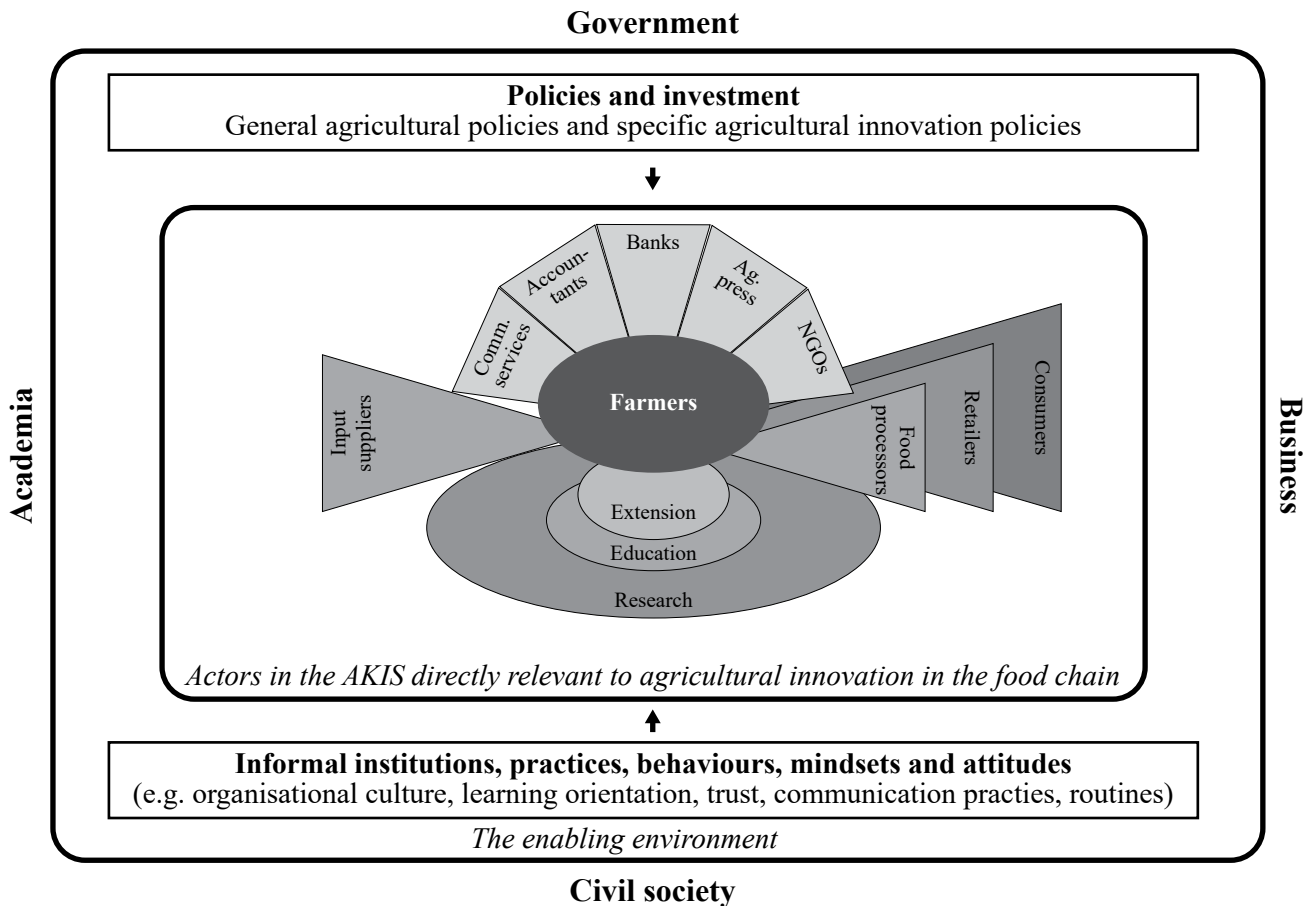 Government
Policies and investment
General agricultural policies and specific agricultural innovation policies
Banks
Accoun-
tants
Ag.
press
Comm.
services
NGOs
Farmers
Input
suppliers
Food
processors
Retailers
Consumers
Academia
Business
Extension
Education
Research
Actors in the AKIS directly relevant to agricultural innovation in the food chain
Informal institutions, practices, behaviours, mindsets and attitudes
(e.g. organisational culture, learning orientation, trust, communication practies, routines)
The enabling environment
Civil society